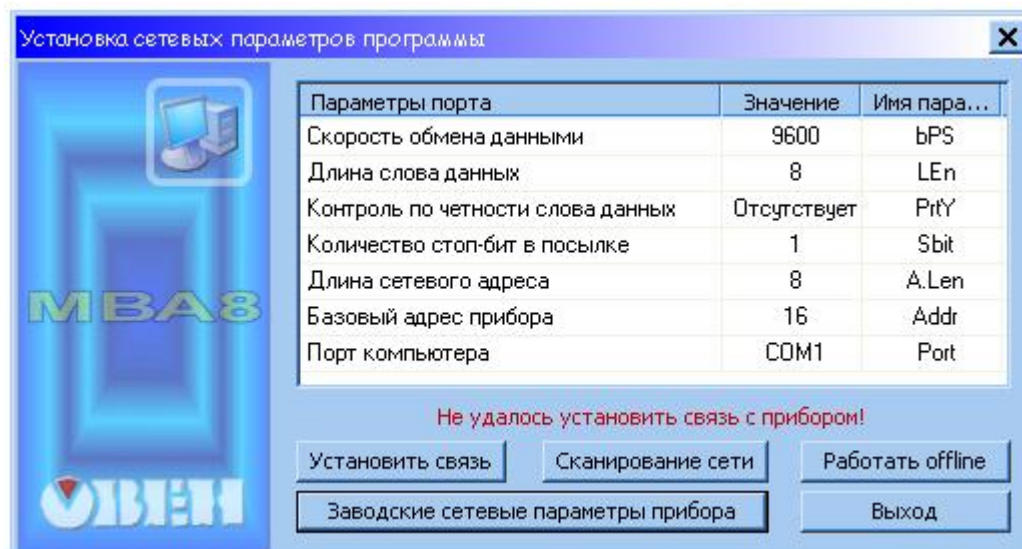 Установка сетевых параметров программы
Параметры порта Значение Имя пара...
Скорость обмена данными 9600 bPS
Длина слова данных 8 LEn
Контроль по четности слова данных Отсутствует PrtY
Количество стоп-бит в посылке 1 Sbit
Длина сетевого адреса 8 A.Len
Базовый адрес прибора 16 Addr
Порт компьютера COM1 Port
МВА8
Не удалось установить связь с прибором!
Установить связь Сканирование сети Работать offline
ОВЕН
Заводские сетевые параметры прибора Выход